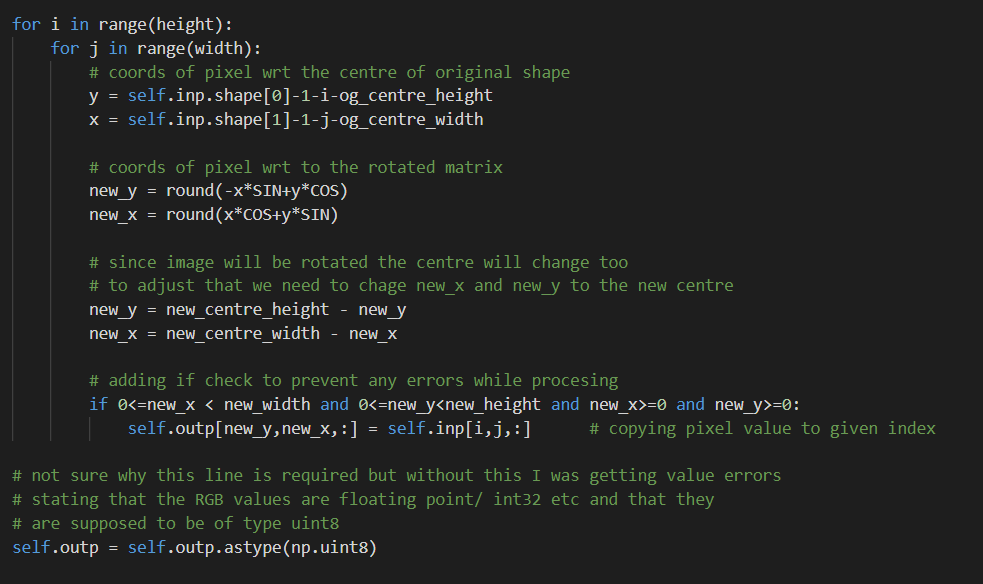 for i in range(height):
    for j in range(width):
        # coords of pixel wrt the centre of original shape
        y = self.inp.shape[0]-1-i-og_centre_height
        x = self.inp.shape[1]-1-j-og_centre_width

        # coords of pixel wrt to the rotated matrix
        new_y = round(-x*SIN+y*COS)
        new_x = round(x*COS+y*SIN)

        # since image will be rotated the centre will change too
        # to adjust that we need to chage new_x and new_y to the new centre
        new_y = new_centre_height - new_y
        new_x = new_centre_width - new_x

        # adding if check to prevent any errors while procesing
        if 0<=new_x < new_width and 0<=new_y<new_height and new_x>=0 and new_y>=0:
            self.outp[new_y,new_x,:] = self.inp[i,j,:]      # copying pixel value to given index

# not sure why this line is required but without this I was getting value errors
# stating that the RGB values are floating point/ int32 etc and that they
# are supposed to be of type uint8
self.outp = self.outp.astype(np.uint8)